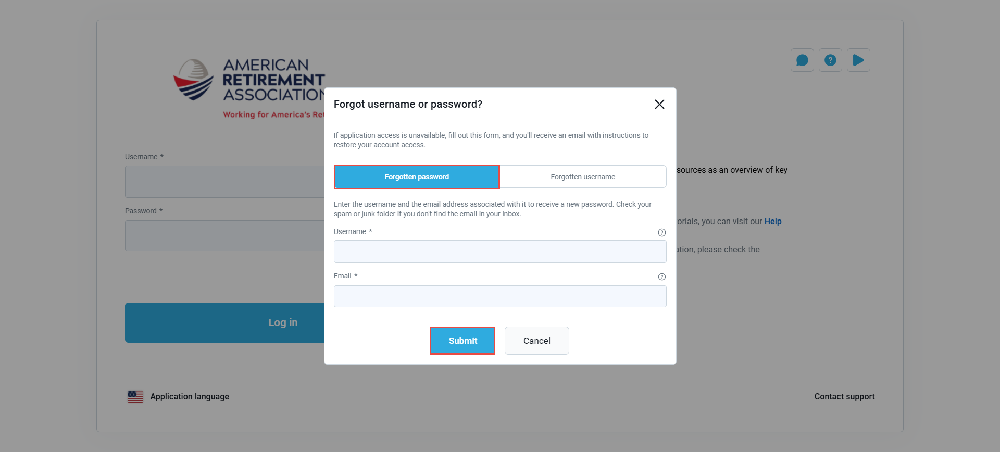 AMERICAN
RETIREMENT
ASSOCIATION
Working for America's
Username *
Password *
Log in
Application language
Contact support
sources as an overview of key
you can visit our Help
please check the
Forgot username or password?
If application access is unavailable, fill out this form, and you'll receive an email with instructions to
restore your account access.
Forgotten password
Forgotten username
Enter the username and the email address associated with it to receive a new password. Check your
spam or junk folder if you don't find the email in your inbox.
Username *
Email *
Submit
Cancel